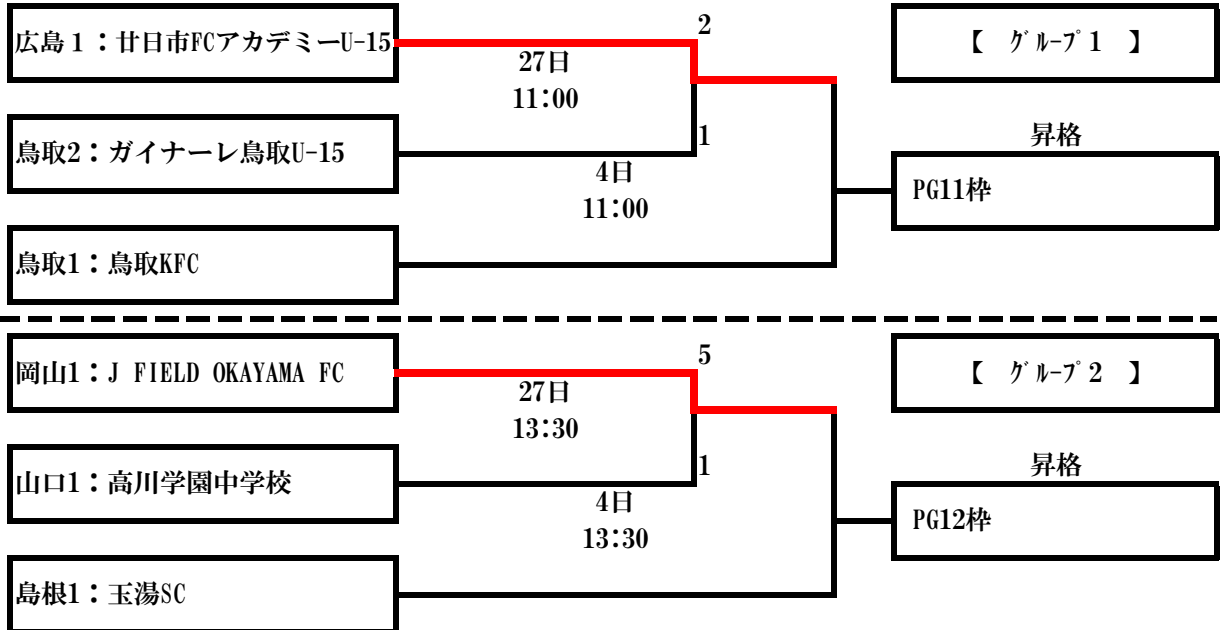 広島１：廿日市FCアカデミーU-15
2
【 ｸﾞﾙｰﾌﾟ1 】
27日
11:00
鳥取2：ガイナーレ鳥取U-15
1
昇格
4日
11:00
PG11枠
鳥取1：鳥取KFC
岡山1：J FIELD OKAYAMA FC
5
【 ｸﾞﾙｰﾌﾟ2 】
27日
13:30
山口1：高川学園中学校
1
昇格
4日
13:30
PG12枠
島根1：玉湯SC